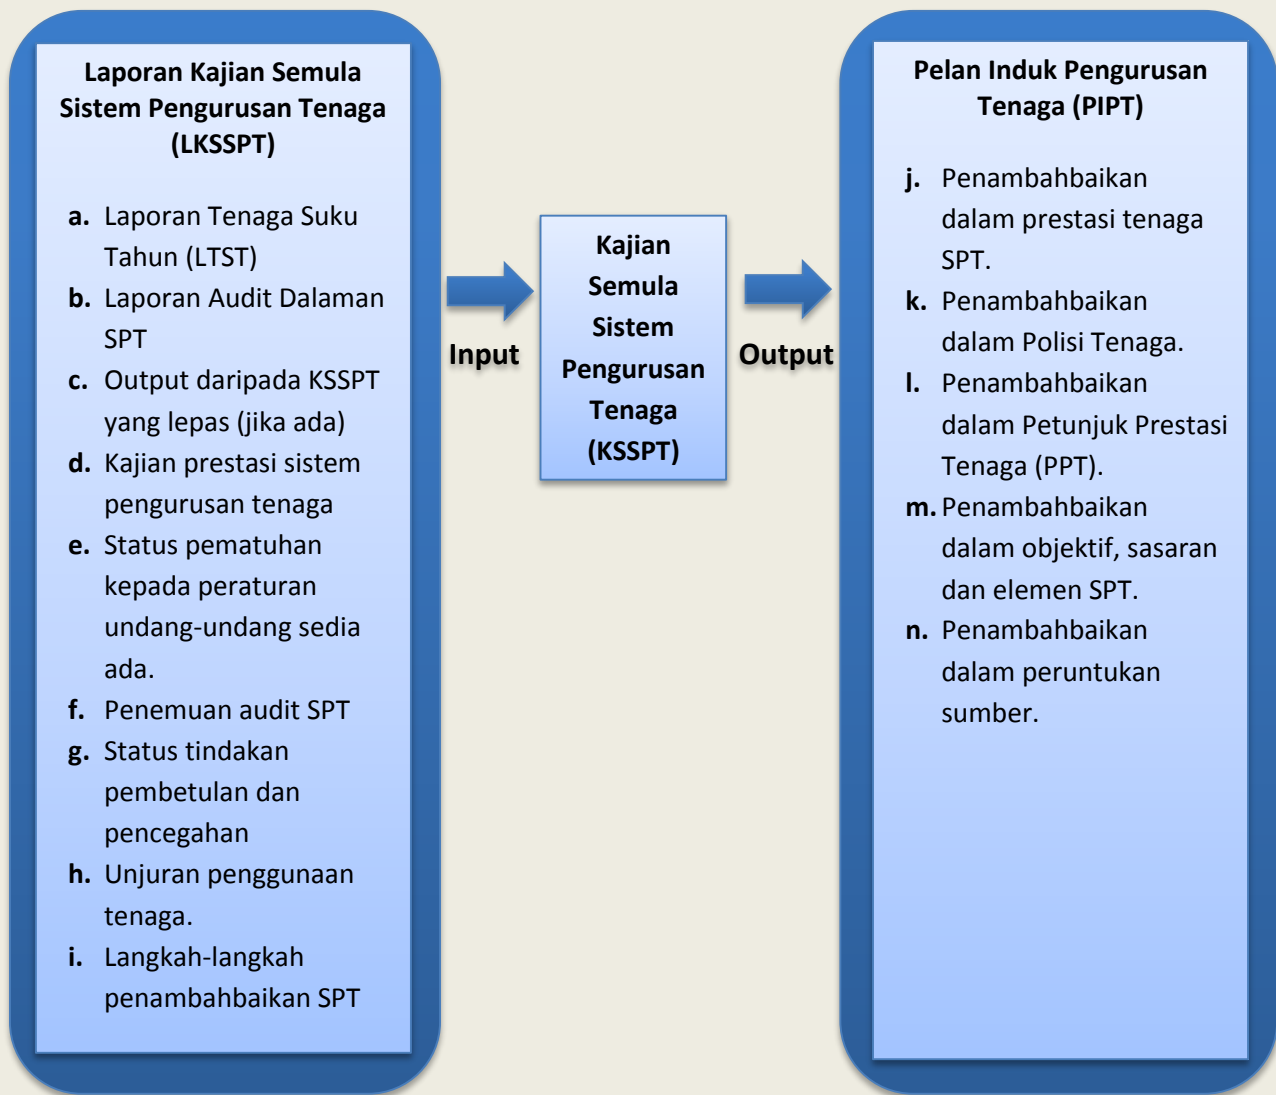 Laporan Kajian Semula
Sistem Pengurusan Tenaga
(LKSSPT)
a. Laporan Tenaga Suku
Tahun (LTST)
b. Laporan Audit Dalaman
SPT
c. Output daripada KSSPT
yang lepas (jika ada)
d. Kajian prestasi sistem
pengurusan tenaga
e. Status pematuhan
kepada peraturan
undang-undang sedia
ada.
f. Penemuan audit SPT
g. Status tindakan
pembetulan dan
pencegahan
h. Unjuran penggunaan
tenaga.
i. Langkah-langkah
penambahbaikan SPT
Input
Kajian
Semula
Sistem
Pengurusan
Tenaga
(KSSPT)
Output
Pelan Induk Pengurusan
Tenaga (PIPT)
j. Penambahbaikan
dalam prestasi tenaga
SPT.
k. Penambahbaikan
dalam Polisi Tenaga.
l. Penambahbaikan
dalam Petunjuk Prestasi
Tenaga (PPT).
m. Penambahbaikan
dalam objektif, sasaran
dan elemen SPT.
n. Penambahbaikan
dalam peruntukan
sumber.